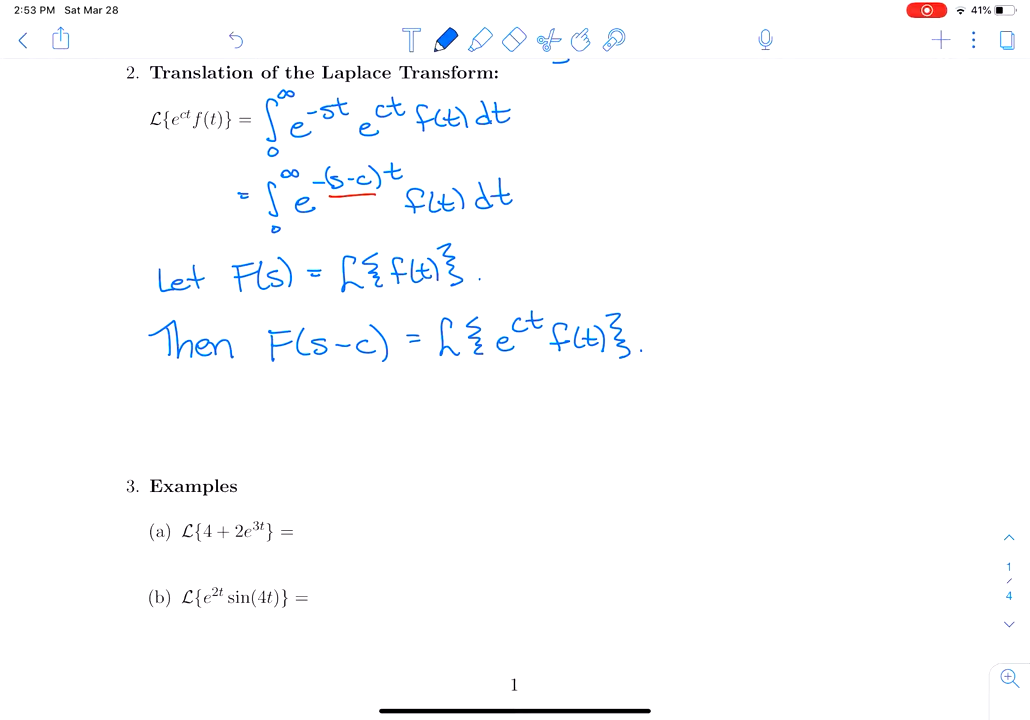 2:53 PM Sat Mar 28
41%
T
2. Translation of the Laplace Transform:
ℒ{e^{ct} f(t)} = ∫_0^∞ e^{-st} e^{ct} f(t) dt
= ∫_0^∞ e^{-(s-c)t} f(t) dt
Let F(s) = ℒ{f(t)}.
Then F(s-c) = ℒ{e^{ct} f(t)}.
3. Examples
(a) ℒ{4 + 2e^{3t}} =
(b) ℒ{e^{2t} sin(4t)} =
1
/
4
1